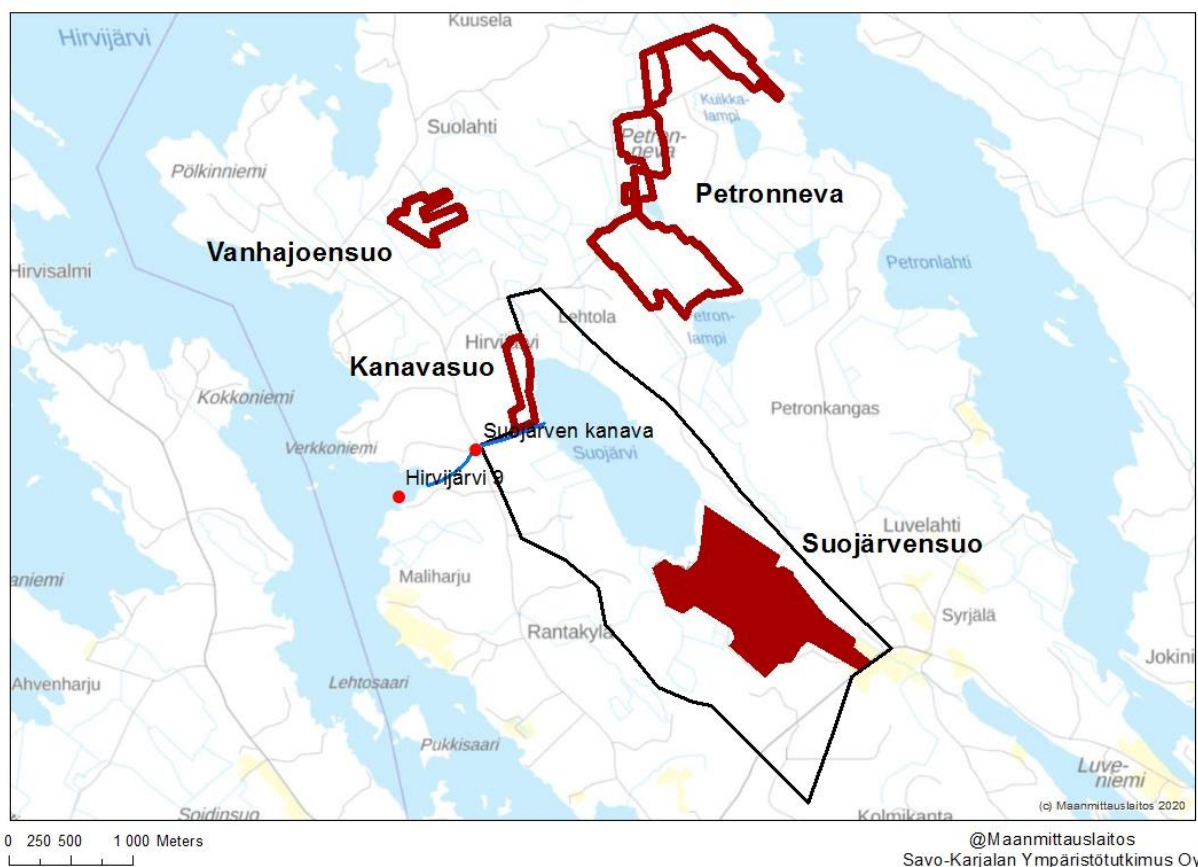 Hirvijärvi
Kuusela
Kuikka-
lampi
Suolahti
Petron-
neva
Pölkinniemi
Petronneva
Vanhajoensuo
Hirvisalmi
Petronlahti
Lehtola
Petron-
lampi
Hirvijärvi
Kanavasuo
Kokkoniemi
Petronkangas
Suojärven kanava
Verkkoniemi
Suojärvi
Hirvijärvi 9
Luvelahti
Suojärvensuo
aniemi
Maliharju
Syrjälä
Rantakylä
Jokini
Ahvenharju
Lehtosaari
Pukkisaari
Luve-
niemi
Soidinsuo
Kolmikanta
(c) Maanmittauslaitos 2020
0 250 500 1 000 Meters
@Maanmittauslaitos
Savo-Karjalan Ympäristötutkimus Oy